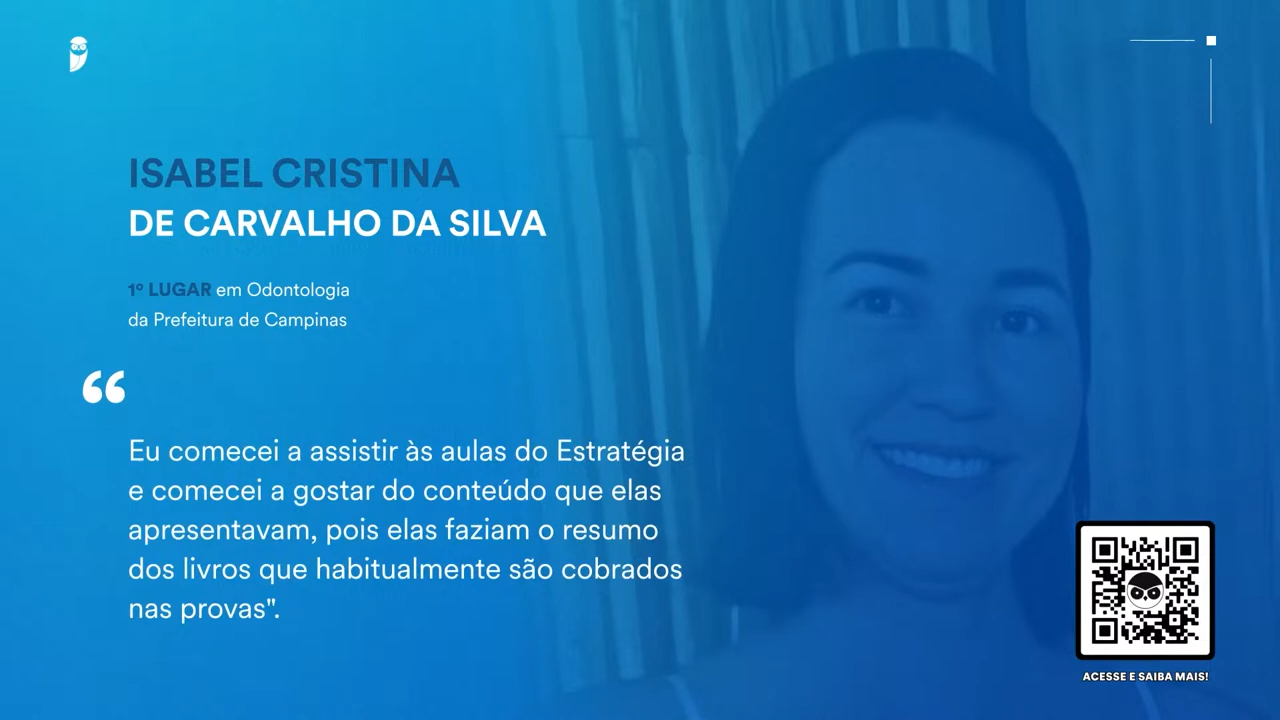 ISABEL CRISTINA
DE CARVALHO DA SILVA
1º LUGAR em Odontologia
da Prefeitura de Campinas
“
Eu comecei a assistir às aulas do Estratégia
e comecei a gostar do conteúdo que elas
apresentavam, pois elas faziam o resumo
dos livros que habitualmente são cobrados
nas provas".
ACESSE E SAIBA MAIS!